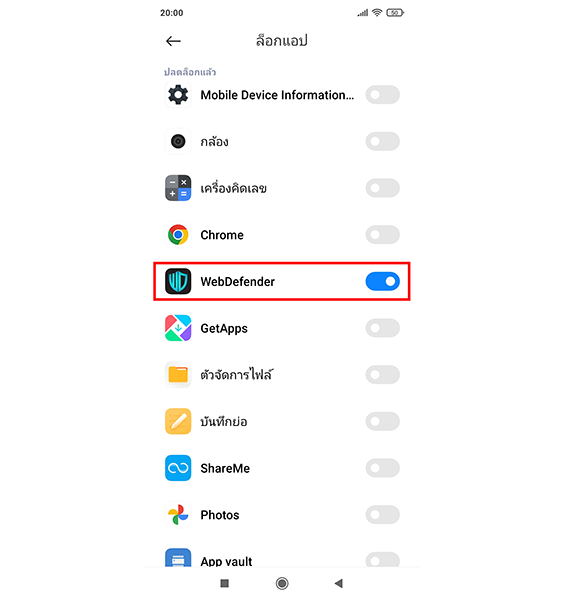 20:00
50
ล็อกแอป
ปลดล็อกแล้ว
Mobile Device Information...
กล้อง
เครื่องคิดเลข
Chrome
WebDefender
GetApps
ตัวจัดการไฟล์
บันทึกย่อ
ShareMe
Photos
App vault